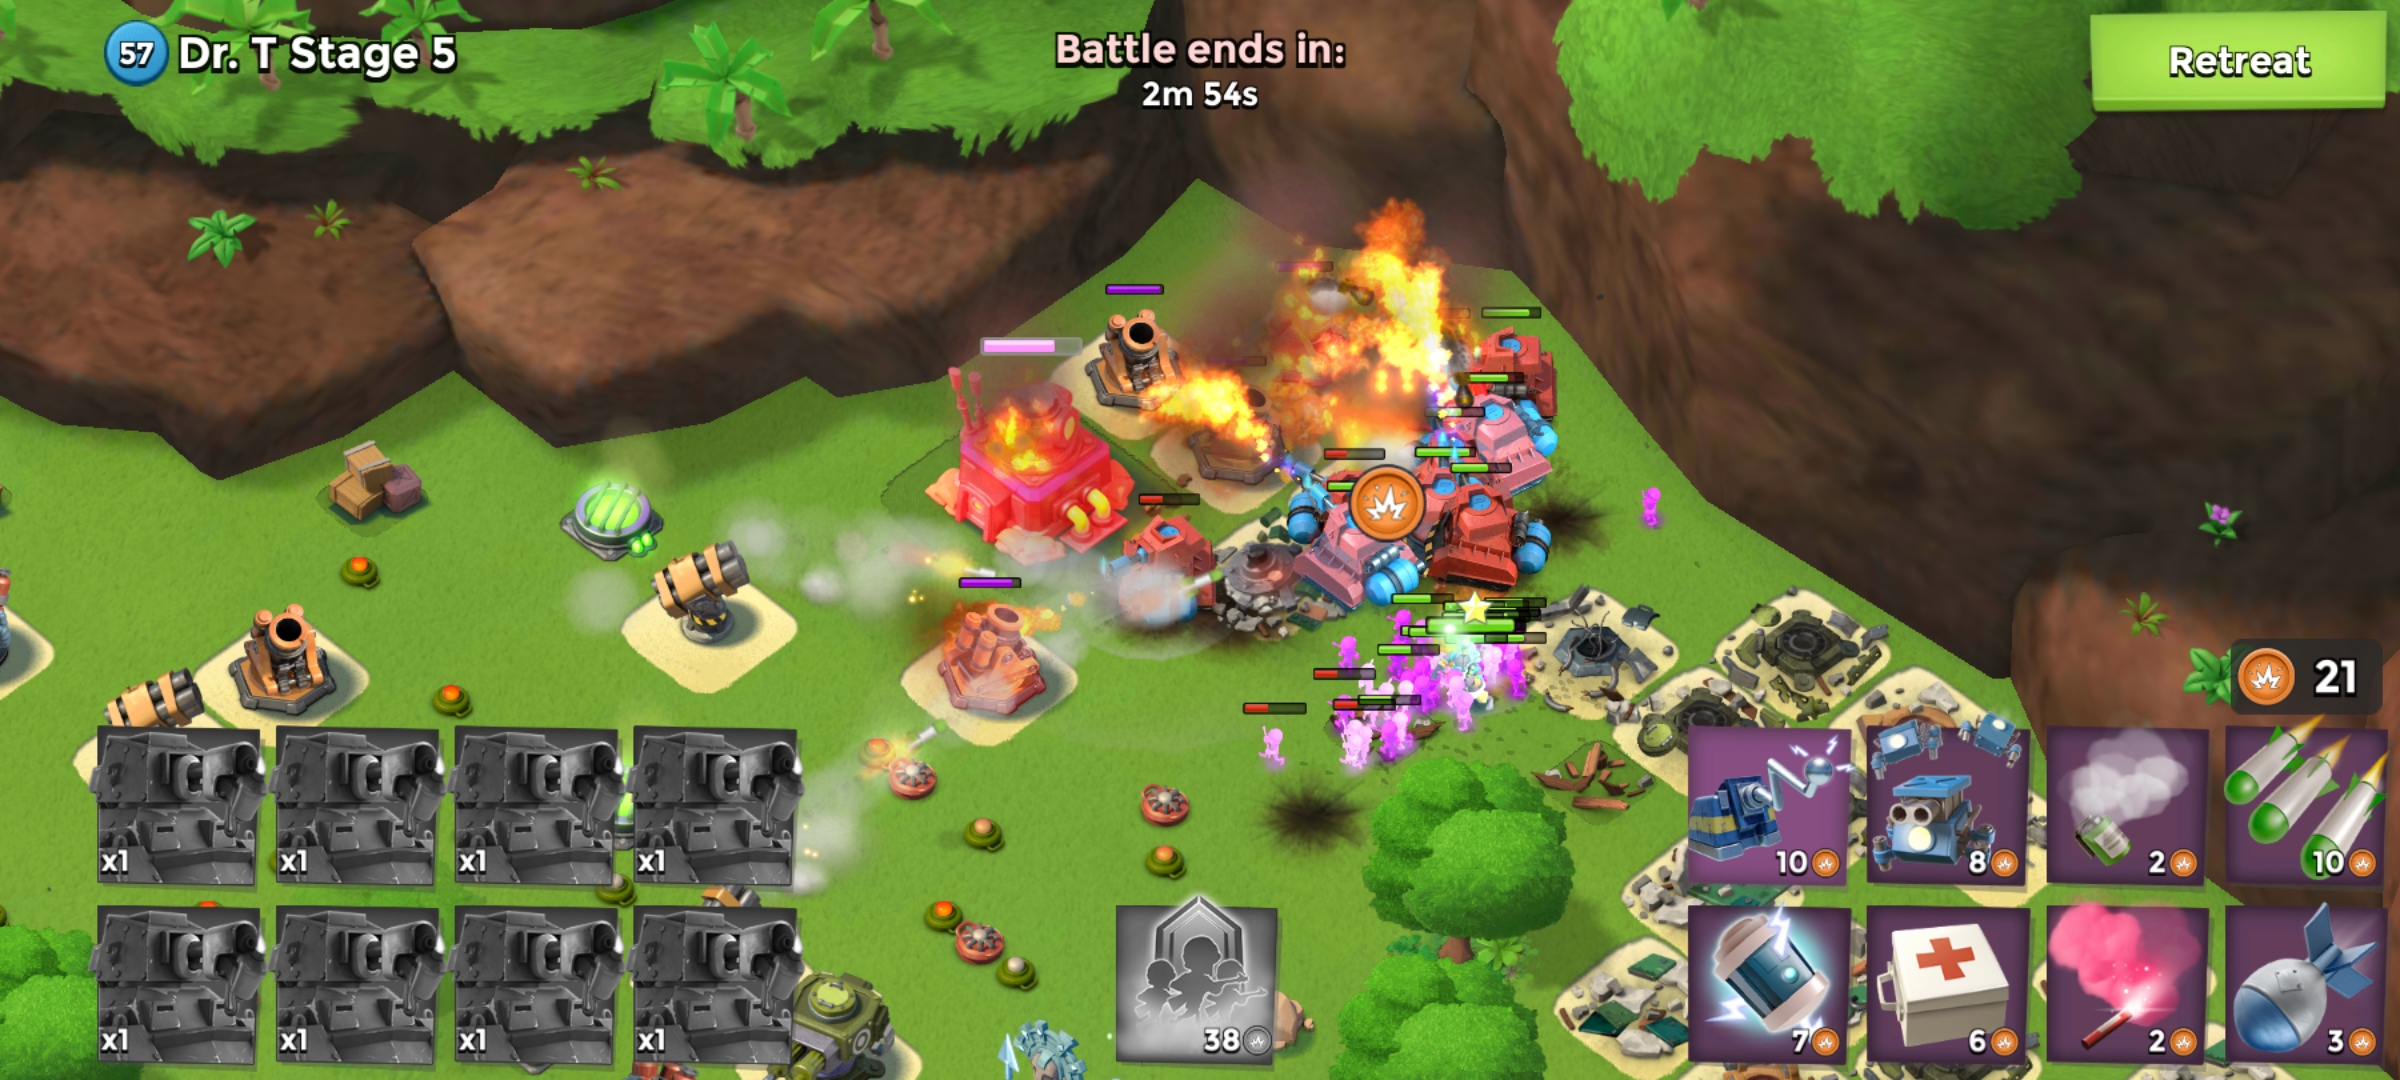 57 Dr. T Stage 5
Battle ends in:
2m 54s
Retreat
21
x1 x1 x1 x1
10 8 2 10
x1 x1 x1 x1
38
7 6 2 3